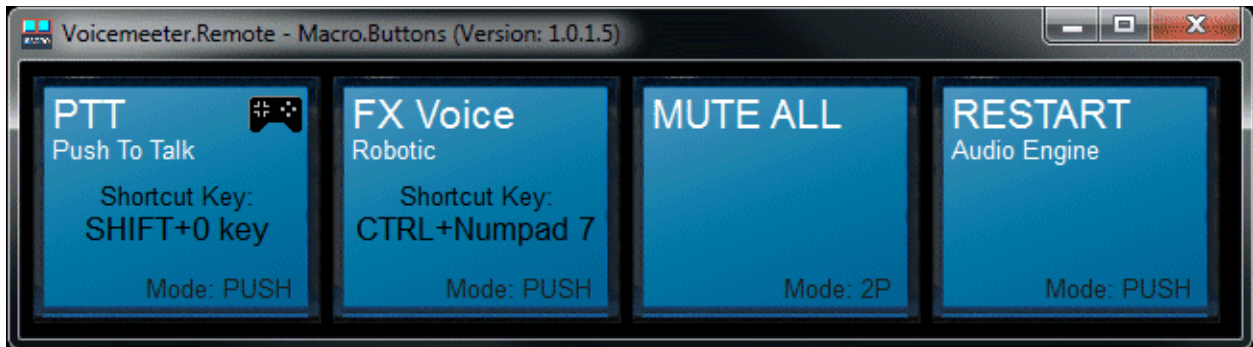 Voicemeeter.Remote - Macro.Buttons (Version: 1.0.1.5)
PTT
Push To Talk
Shortcut Key:
SHIFT+0 key
Mode: PUSH
FX Voice
Robotic
Shortcut Key:
CTRL+Numpad 7
Mode: PUSH
MUTE ALL
Mode: 2P
RESTART
Audio Engine
Mode: PUSH